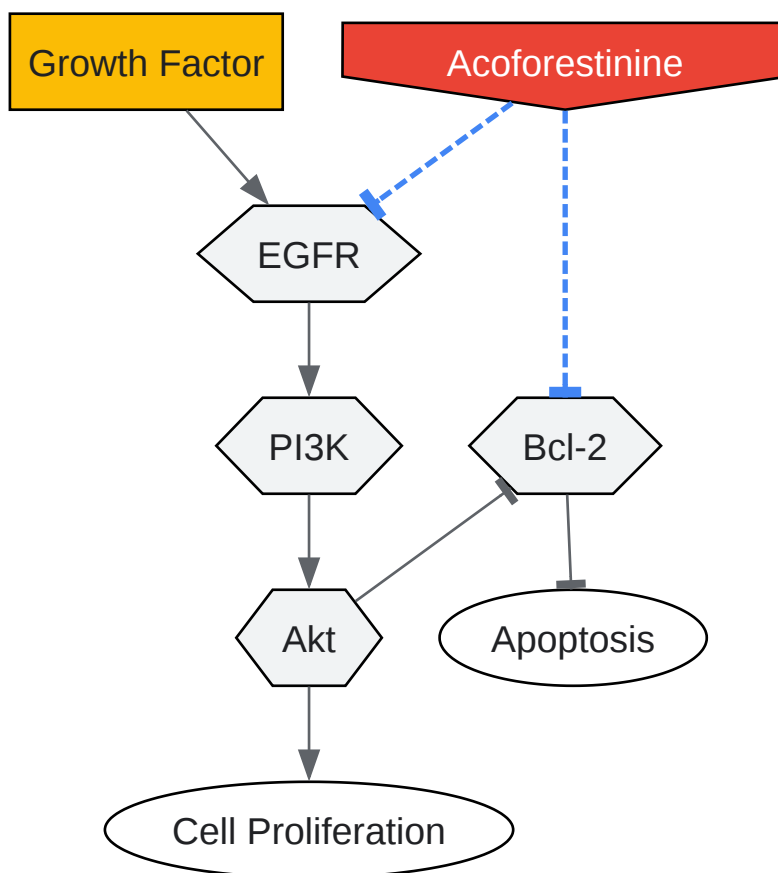 Growth Factor
Acoforestinine
EGFR
PI3K
Bcl-2
Akt
Apoptosis
Cell Proliferation